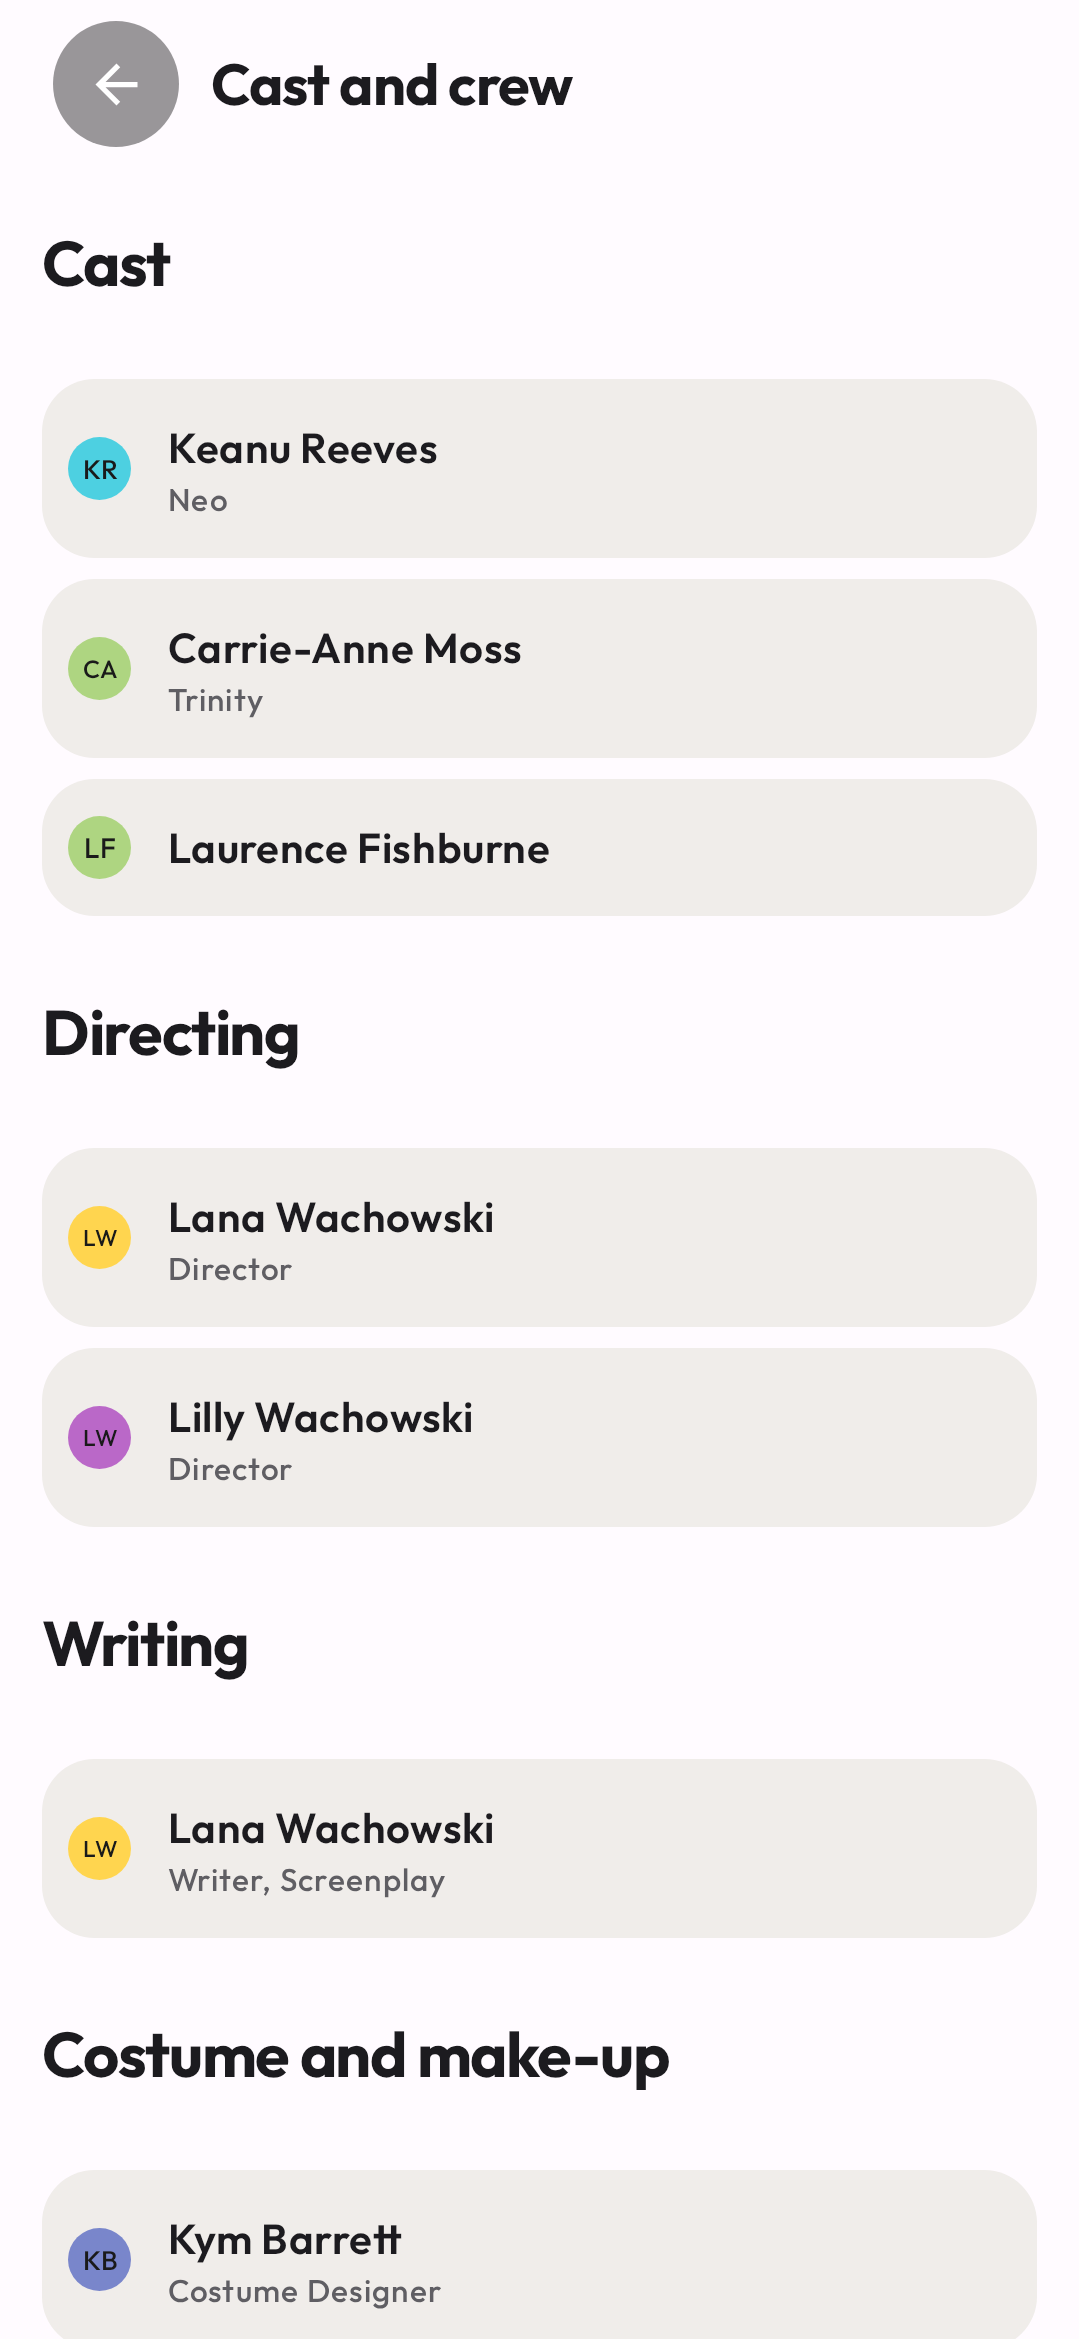 Cast and crew
Cast
KR
Keanu Reeves
Neo
CA
Carrie-Anne Moss
Trinity
LF
Laurence Fishburne
Directing
LW
Lana Wachowski
Director
LW
Lilly Wachowski
Director
Writing
LW
Lana Wachowski
Writer, Screenplay
Costume and make-up
KB
Kym Barrett
Costume Designer